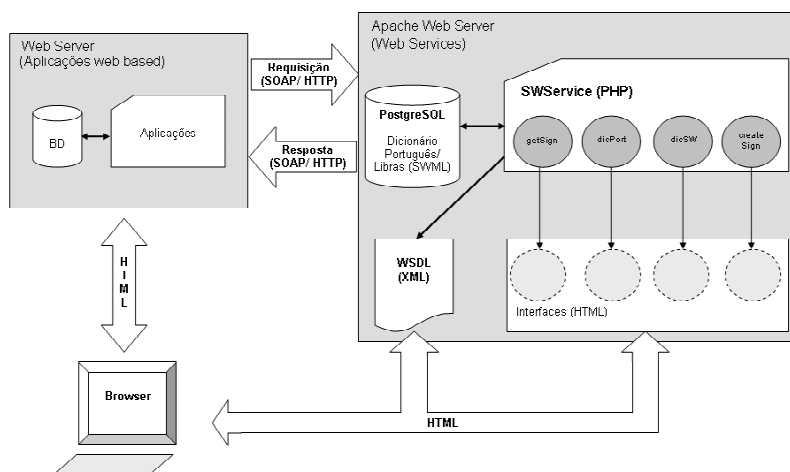 Web Server
(Aplicações web based)
BD
Aplicações
Requisição
(SOAP/ HTTP)
Resposta
(SOAP/ HTTP)
Apache Web Server
(Web Services)
PostgreSQL
Dicionário
Português/
Libras (SWML)
SWService (PHP)
getSign
dicPort
dicSW
create
Sign
WSDL
(XML)
Interfaces (HTML)
H
T
M
L
Browser
HTML